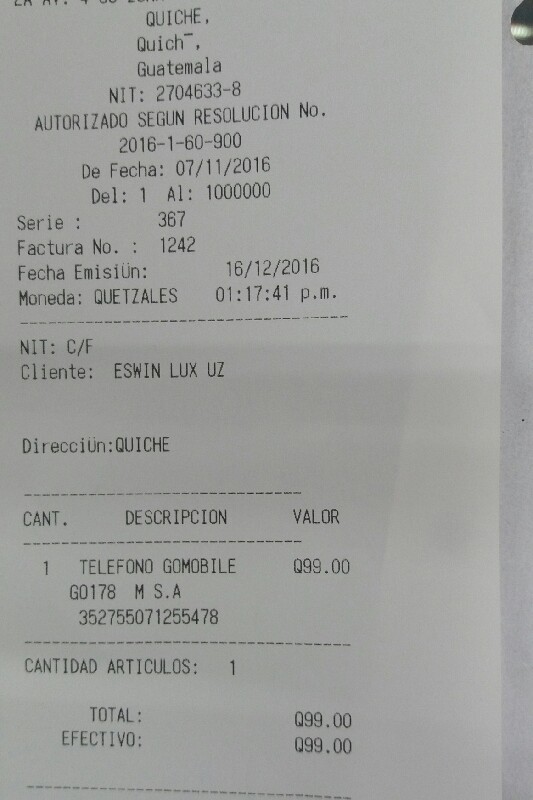 QUICHE,
Quich¯,
Guatemala
NIT: 2704633-8
AUTORIZADO SEGUN RESOLUCION No.
2016-1-60-900
De Fecha: 07/11/2016
Del: 1 Al: 1000000
Serie : 367
Factura No. : 1242
Fecha Emisiün: 16/12/2016
Moneda: QUETZALES 01:17:41 p.m.
NIT: C/F
Cliente: ESWIN LUX UZ
Direcciün:QUICHE
CANT. DESCRIPCION VALOR
1 TELEFONO GOMOBILE Q99.00
GO178 M S.A
352755071255478
CANTIDAD ARTICULOS: 1
TOTAL: Q99.00
EFECTIVO: Q99.00